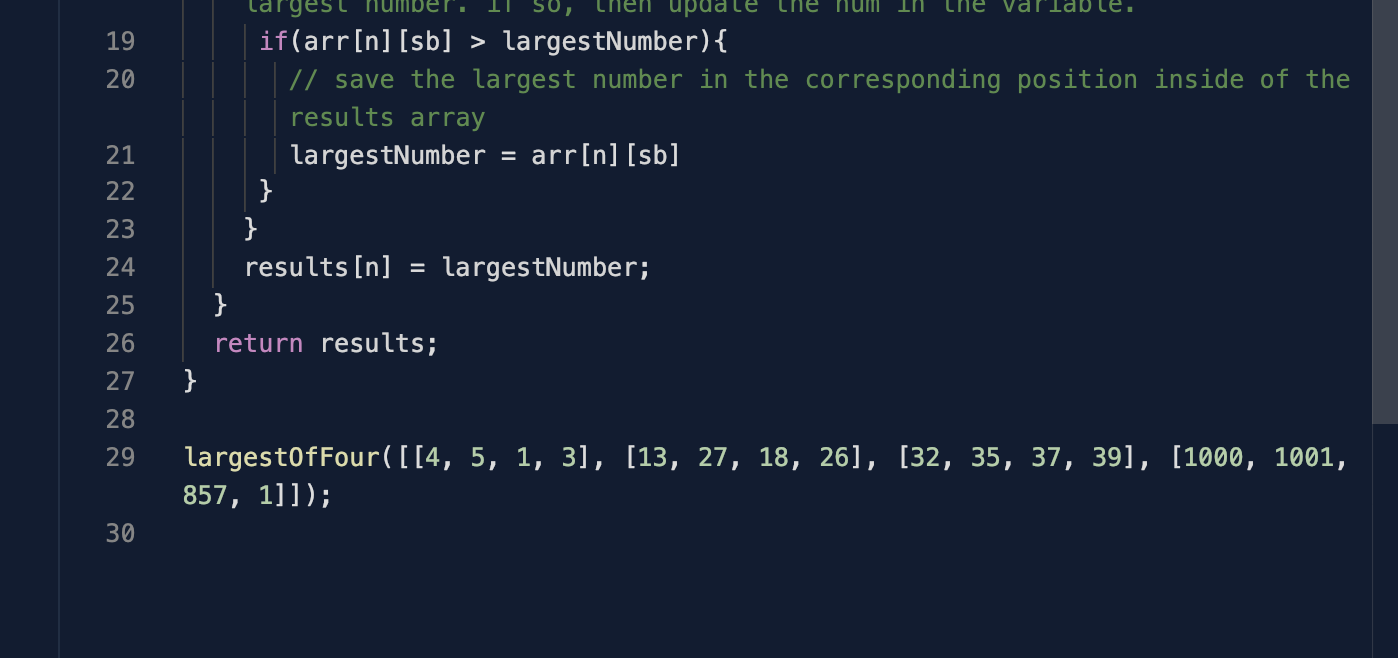 largest number. If so, then update the num in the variable.
19 if(arr[n][sb] > largestNumber){
20 // save the largest number in the corresponding position inside of the
results array
21 largestNumber = arr[n][sb]
22 }
23 }
24 results[n] = largestNumber;
25 }
26 return results;
27 }
28
29 largestOfFour([[4, 5, 1, 3], [13, 27, 18, 26], [32, 35, 37, 39], [1000, 1001,
857, 1]]);
30